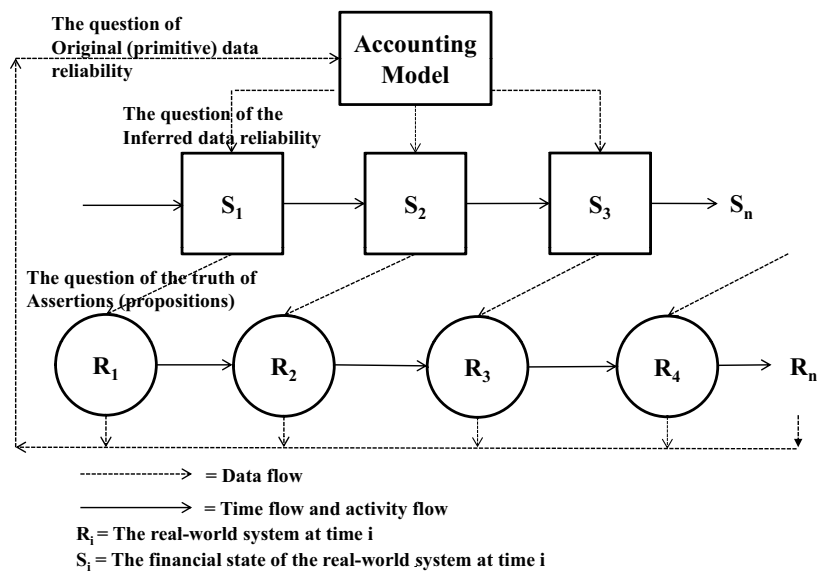 The question of
Original (primitive) data
reliability
Accounting
Model
The question of the
Inferred data reliability
S₁
S₂
S₃
Sₙ
The question of the truth of
Assertions (propositions)
R₁
R₂
R₃
R₄
Rₙ
= Data flow
= Time flow and activity flow
Rᵢ = The real-world system at time i
Sᵢ = The financial state of the real-world system at time i